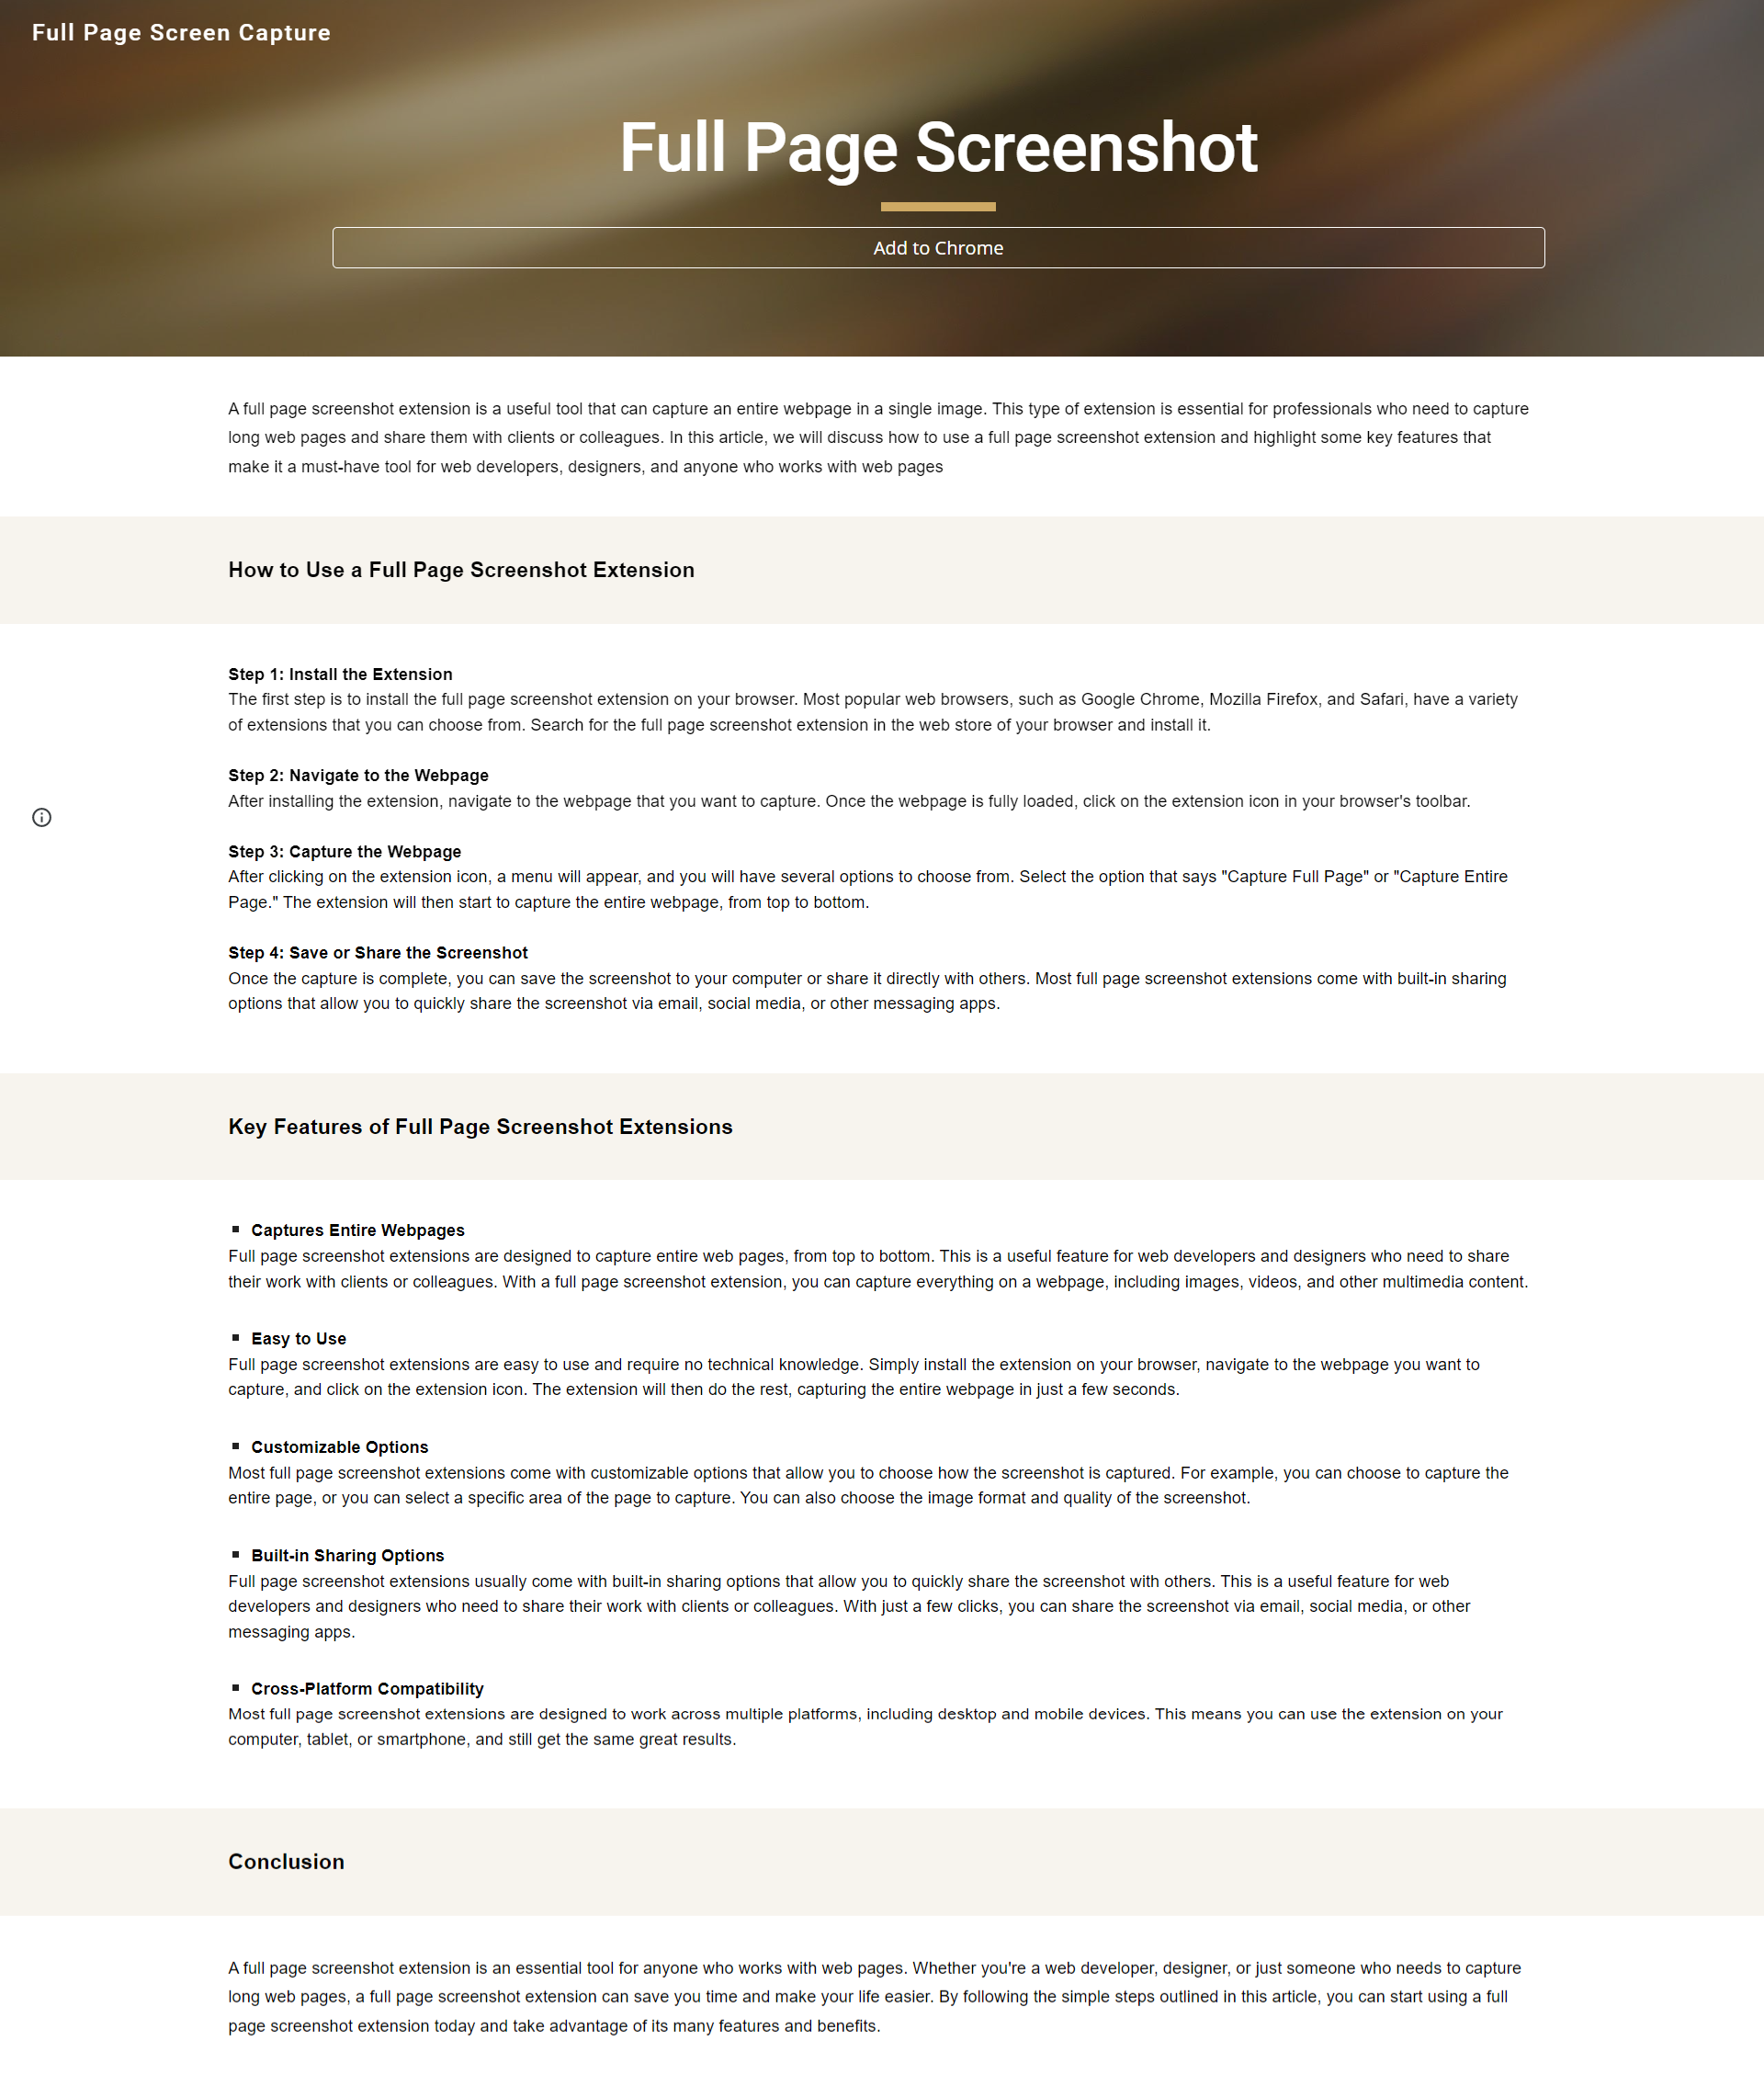 Full Page Screen Capture
Full Page Screenshot
Add to Chrome
A full page screenshot extension is a useful tool that can capture an entire webpage in a single image. This type of extension is essential for professionals who need to capture
long web pages and share them with clients or colleagues. In this article, we will discuss how to use a full page screenshot extension and highlight some key features that
make it a must-have tool for web developers, designers, and anyone who works with web pages
How to Use a Full Page Screenshot Extension
Step 1: Install the Extension
The first step is to install the full page screenshot extension on your browser. Most popular web browsers, such as Google Chrome, Mozilla Firefox, and Safari, have a variety
of extensions that you can choose from. Search for the full page screenshot extension in the web store of your browser and install it.
Step 2: Navigate to the Webpage
After installing the extension, navigate to the webpage that you want to capture. Once the webpage is fully loaded, click on the extension icon in your browser's toolbar.
Step 3: Capture the Webpage
After clicking on the extension icon, a menu will appear, and you will have several options to choose from. Select the option that says "Capture Full Page" or "Capture Entire
Page." The extension will then start to capture the entire webpage, from top to bottom.
Step 4: Save or Share the Screenshot
Once the capture is complete, you can save the screenshot to your computer or share it directly with others. Most full page screenshot extensions come with built-in sharing
options that allow you to quickly share the screenshot via email, social media, or other messaging apps.
Key Features of Full Page Screenshot Extensions
Captures Entire Webpages
Full page screenshot extensions are designed to capture entire web pages, from top to bottom. This is a useful feature for web developers and designers who need to share
their work with clients or colleagues. With a full page screenshot extension, you can capture everything on a webpage, including images, videos, and other multimedia content.
Easy to Use
Full page screenshot extensions are easy to use and require no technical knowledge. Simply install the extension on your browser, navigate to the webpage you want to
capture, and click on the extension icon. The extension will then do the rest, capturing the entire webpage in just a few seconds.
Customizable Options
Most full page screenshot extensions come with customizable options that allow you to choose how the screenshot is captured. For example, you can choose to capture the
entire page, or you can select a specific area of the page to capture. You can also choose the image format and quality of the screenshot.
Built-in Sharing Options
Full page screenshot extensions usually come with built-in sharing options that allow you to quickly share the screenshot with others. This is a useful feature for web
developers and designers who need to share their work with clients or colleagues. With just a few clicks, you can share the screenshot via email, social media, or other
messaging apps.
Cross-Platform Compatibility
Most full page screenshot extensions are designed to work across multiple platforms, including desktop and mobile devices. This means you can use the extension on your
computer, tablet, or smartphone, and still get the same great results.
Conclusion
A full page screenshot extension is an essential tool for anyone who works with web pages. Whether you're a web developer, designer, or just someone who needs to capture
long web pages, a full page screenshot extension can save you time and make your life easier. By following the simple steps outlined in this article, you can start using a full
page screenshot extension today and take advantage of its many features and benefits.